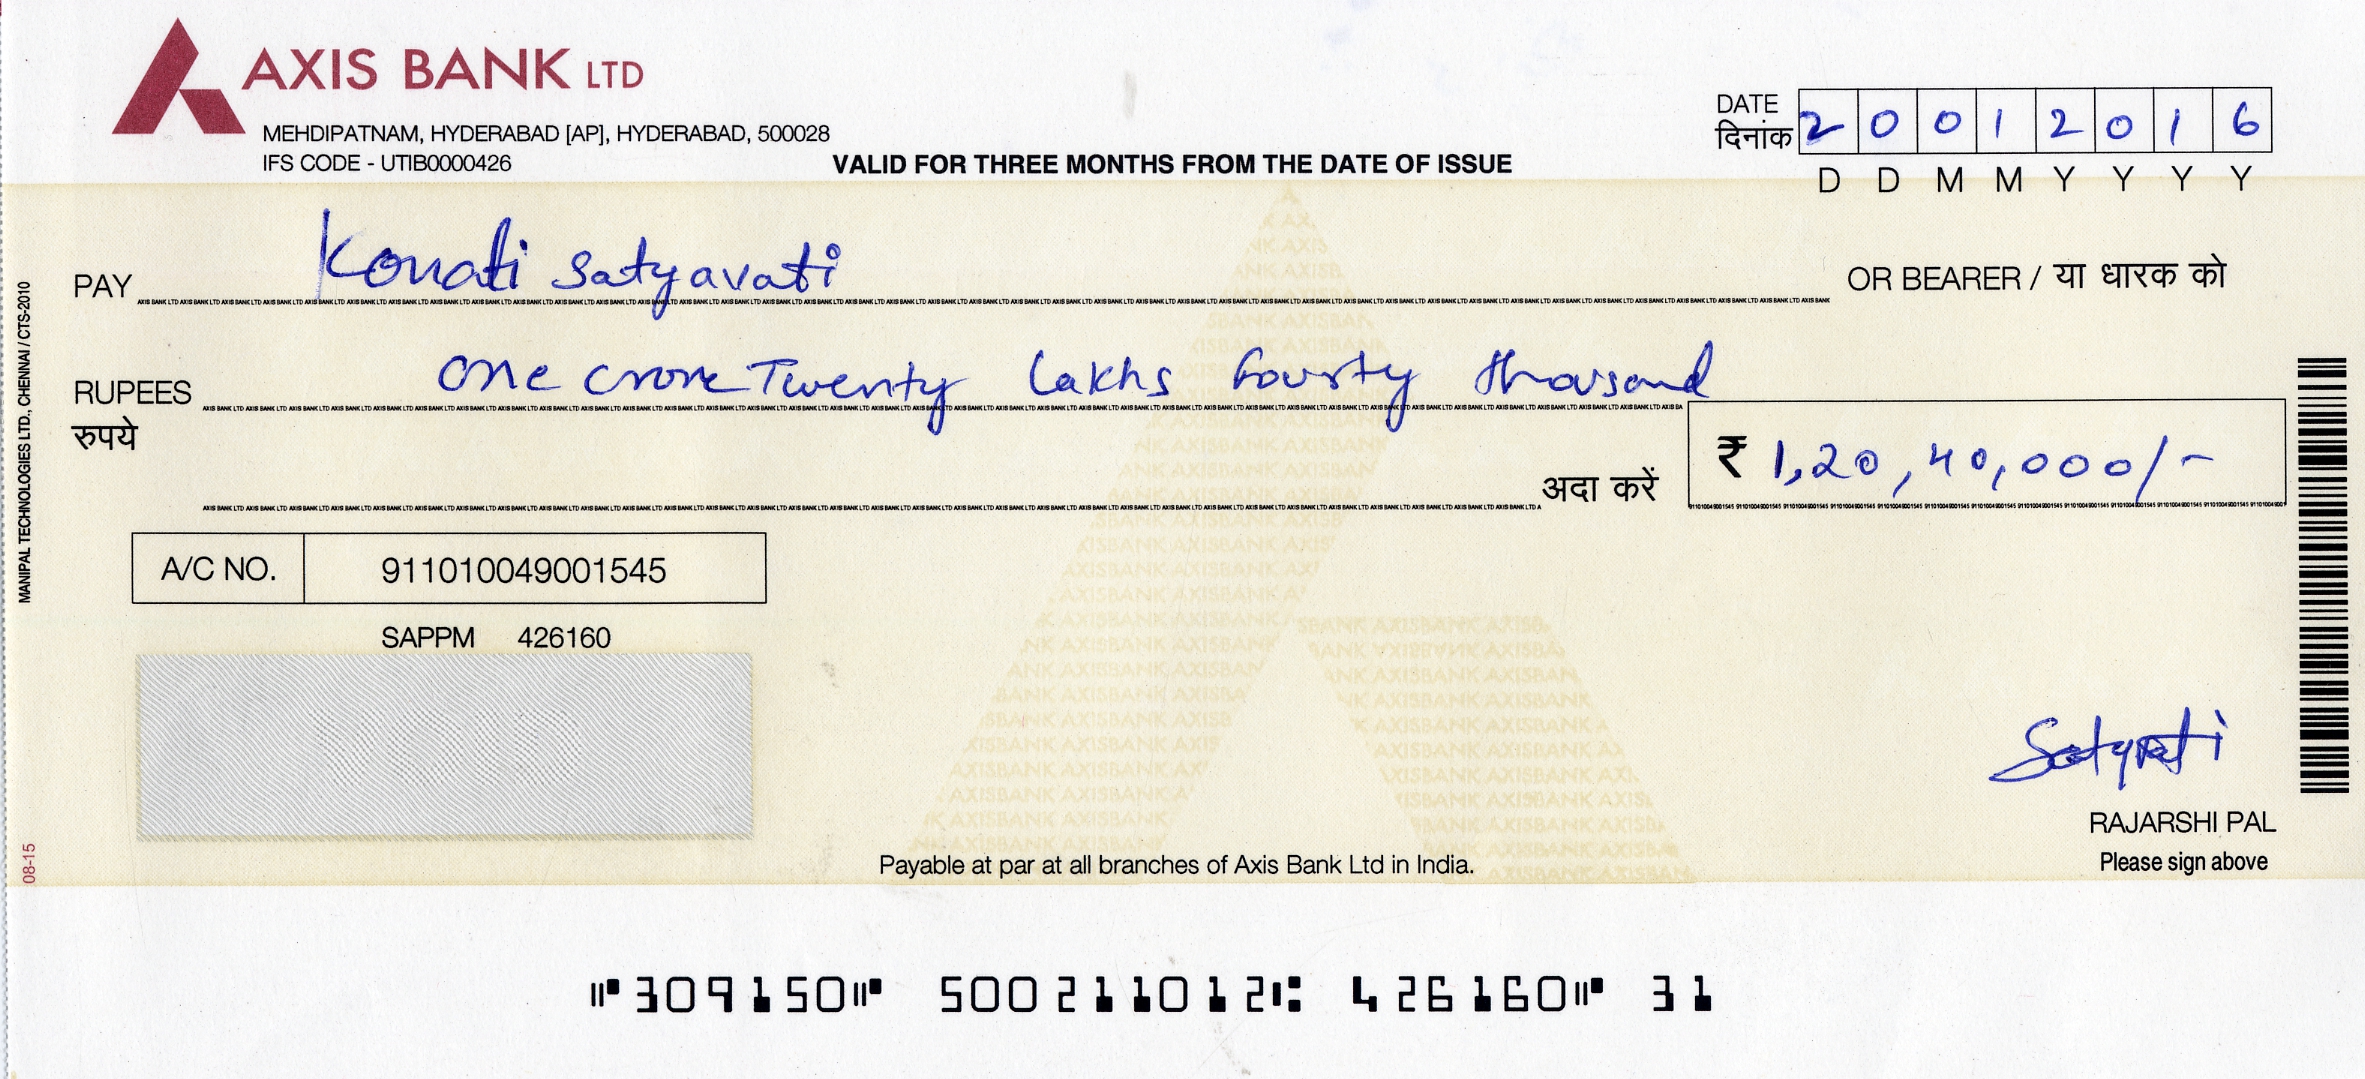 AXIS BANK LTD
MEHDIPATNAM, HYDERABAD [AP], HYDERABAD, 500028
IFS CODE - UTIB0000426
VALID FOR THREE MONTHS FROM THE DATE OF ISSUE
DATE
दिनांक 2 0 0 1 2 0 1 6
D D M M Y Y Y Y
PAY Konati satyavati OR BEARER / या धारक को
RUPEES One crore Twenty Lakhs fourty thousand
रुपये
अदा करें ₹ 1,20,40,000/-
A/C NO. 911010049001545
SAPPM 426160
VOID
Satyavati
RAJARSHI PAL
Please sign above
Payable at par at all branches of Axis Bank Ltd in India.
MANIPAL TECHNOLOGIES LTD., CHENNAI / CTS-2010
08-15
⑈309150⑈ 500211012⑆ 426160⑈ 31